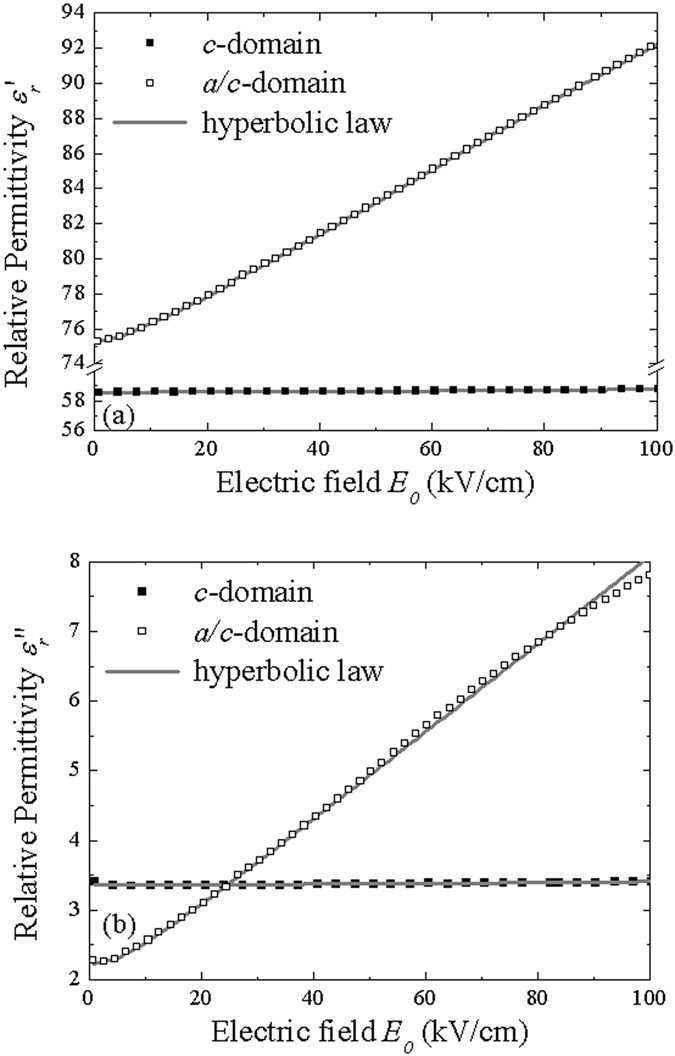 94
92
90
88
86
84
82
80
78
76
74
58
56
Relative Permittivity εr'
c-domain
a/c-domain
hyperbolic law
(a)
0 20 40 60 80 100
Electric field E0 (kV/cm)
8
7
6
5
4
3
2
Relative Permittivity εr"
c-domain
a/c-domain
hyperbolic law
(b)
0 20 40 60 80 100
Electric field E0 (kV/cm)